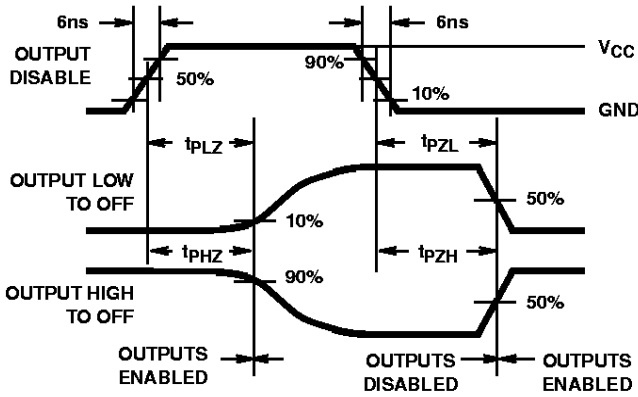 6ns
6ns
OUTPUT
DISABLE
50%
90%
10%
VCC
GND
tPLZ
tPZL
OUTPUT LOW
TO OFF
10%
50%
tPHZ
tPZH
OUTPUT HIGH
TO OFF
90%
50%
OUTPUTS
ENABLED
OUTPUTS
DISABLED
OUTPUTS
ENABLED